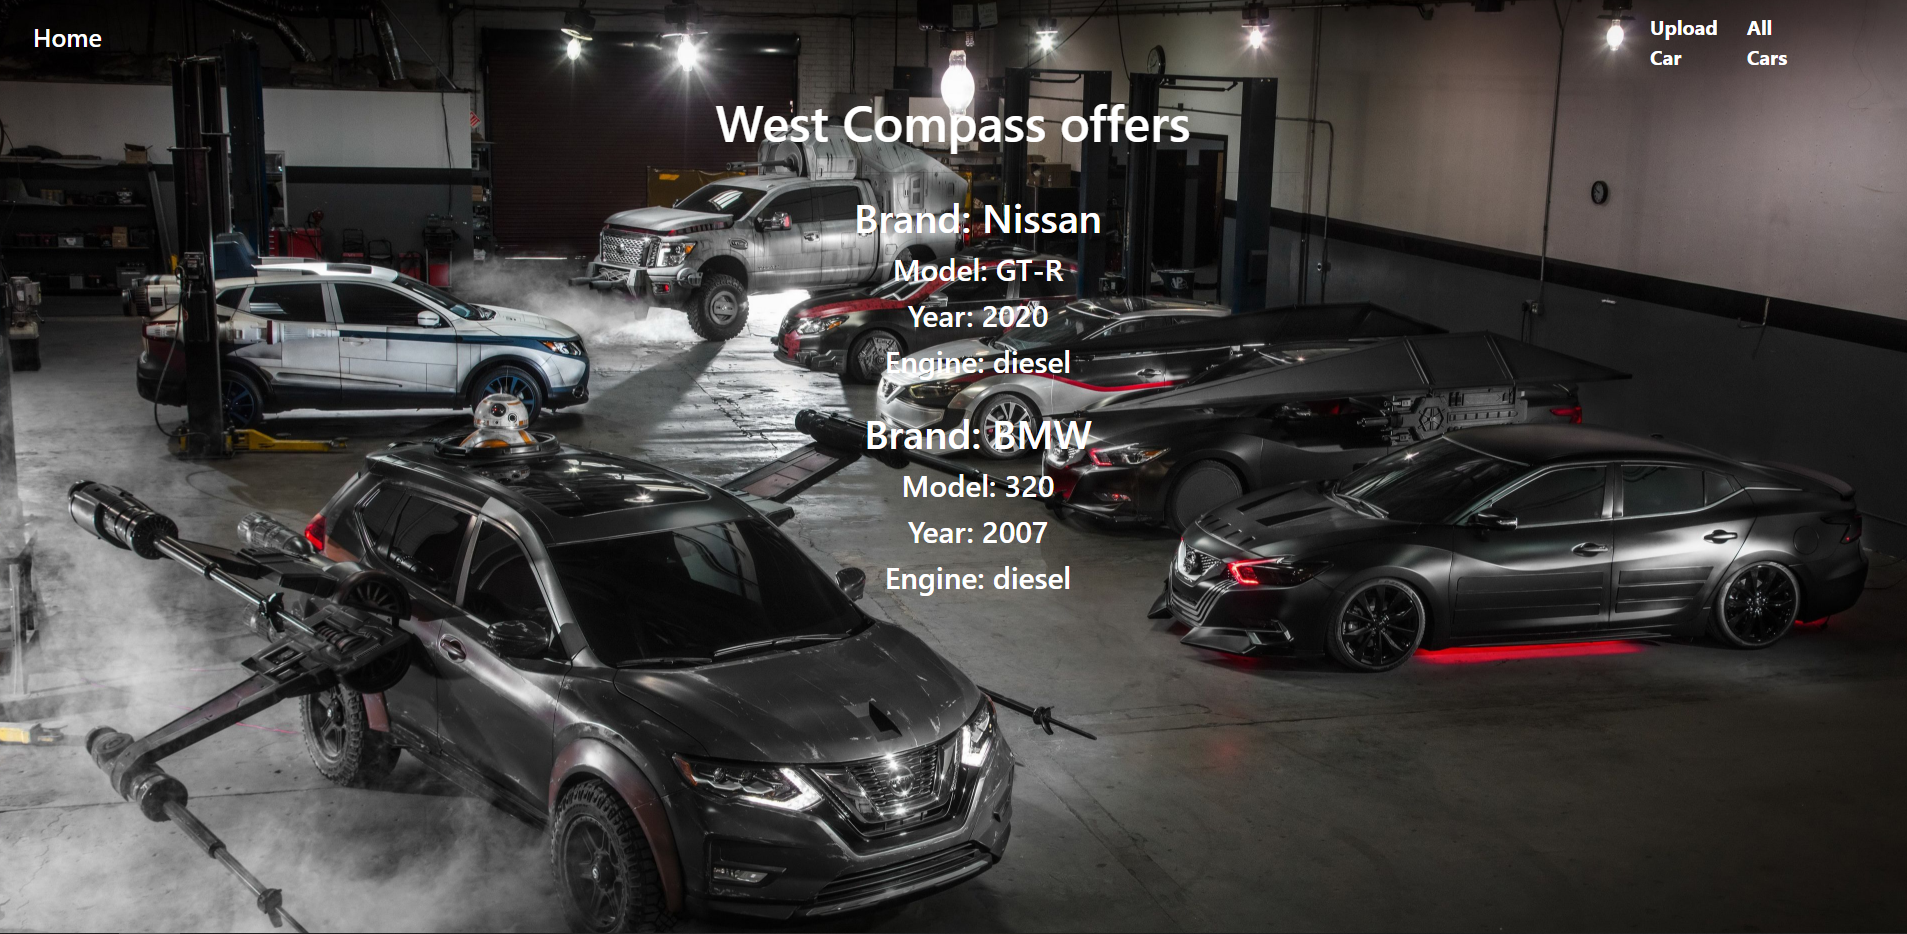 Home
Upload
Car
All
Cars
West Compass offers
Brand: Nissan
Model: GT-R
Year: 2020
Engine: diesel
Brand: BMW
Model: 320
Year: 2007
Engine: diesel